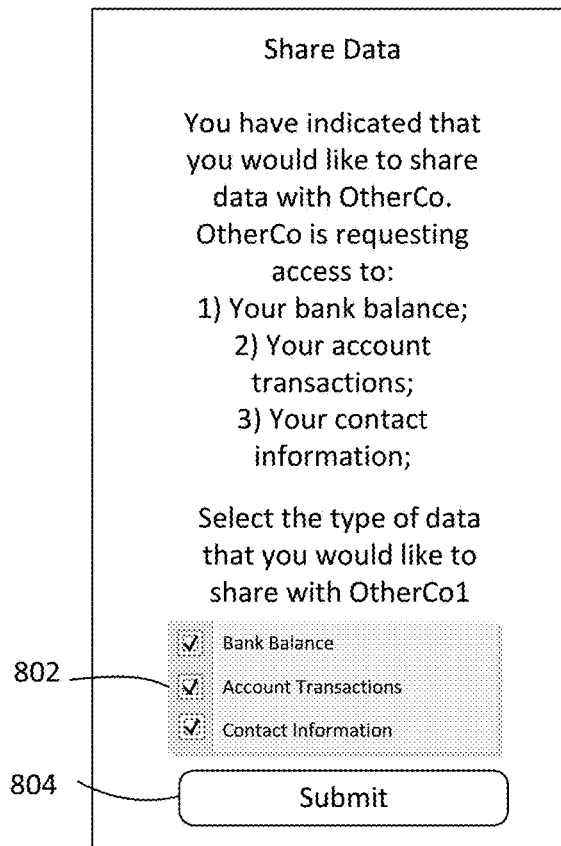 Share Data
You have indicated that
you would like to share
data with OtherCo.
OtherCo is requesting
access to:
1) Your bank balance;
2) Your account
transactions;
3) Your contact
information;
Select the type of data
that you would like to
share with OtherCo1
Bank Balance
802
Account Transactions
Contact Information
804
Submit